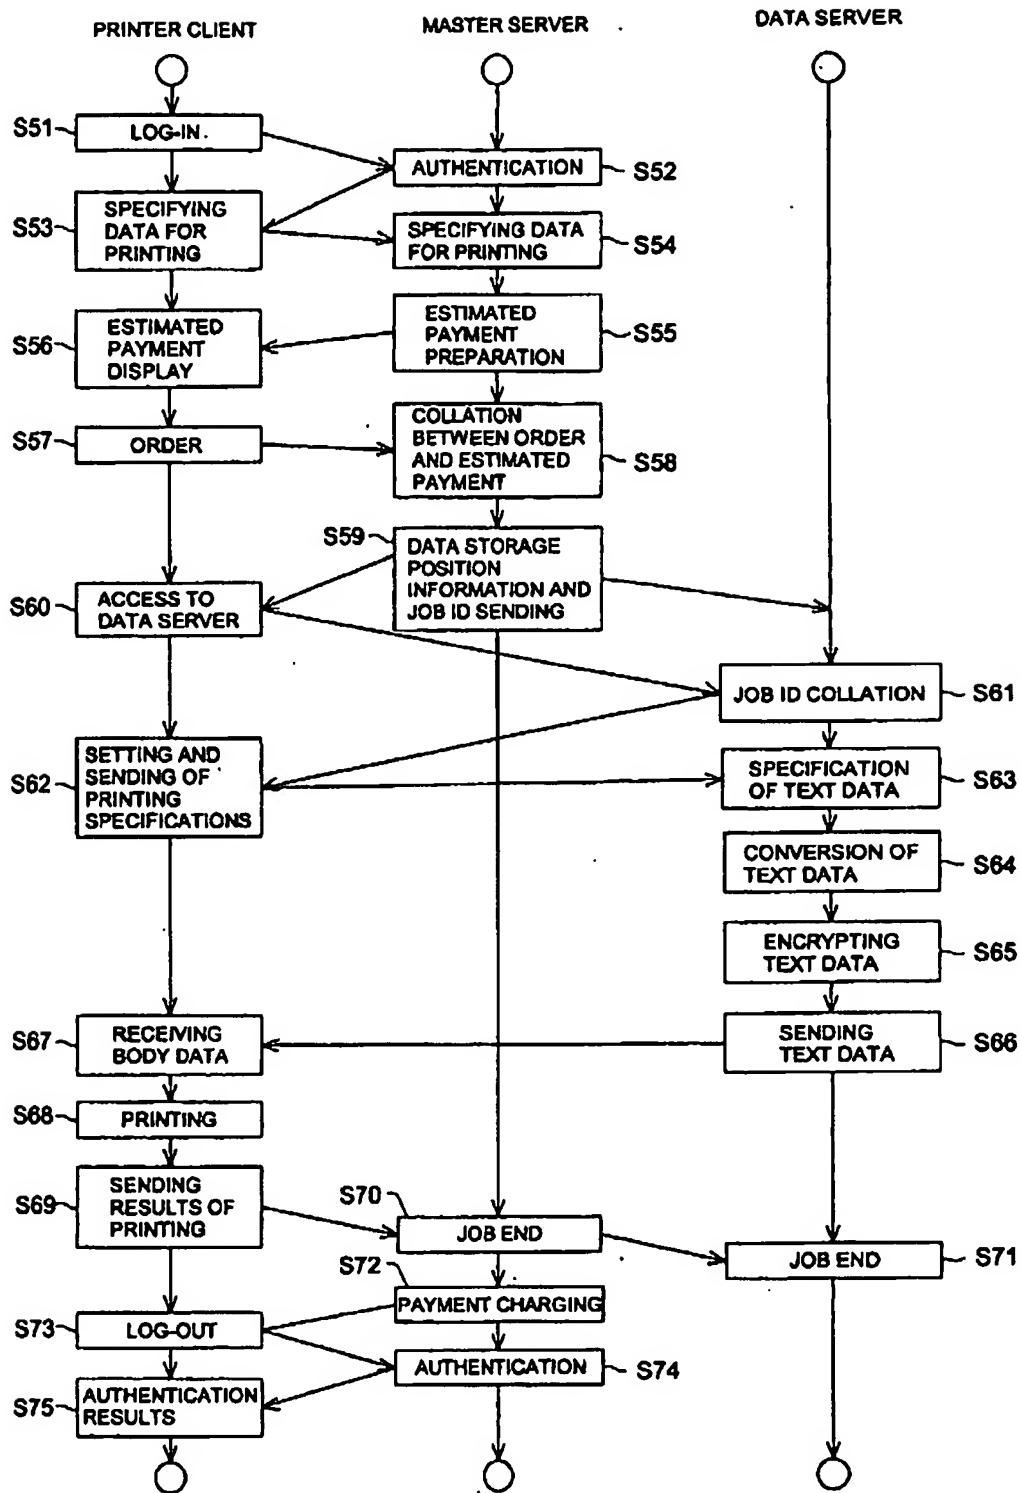 PRINTER CLIENT
MASTER SERVER
DATA SERVER
S51
LOG-IN
AUTHENTICATION
S52
S53
SPECIFYING
DATA FOR
PRINTING
SPECIFYING DATA
FOR PRINTING
S54
S56
ESTIMATED
PAYMENT
DISPLAY
ESTIMATED
PAYMENT
PREPARATION
S55
S57
ORDER
COLLATION
BETWEEN ORDER
AND ESTIMATED
PAYMENT
S58
S59
DATA STORAGE
POSITION
INFORMATION AND
JOB ID SENDING
S60
ACCESS TO
DATA SERVER
JOB ID COLLATION
S61
S62
SETTING AND
SENDING OF
PRINTING
SPECIFICATIONS
SPECIFICATION
OF TEXT DATA
S63
CONVERSION OF
TEXT DATA
S64
ENCRYPTING
TEXT DATA
S65
S67
RECEIVING
BODY DATA
SENDING
TEXT DATA
S66
S68
PRINTING
S69
SENDING
RESULTS OF
PRINTING
S70
JOB END
JOB END
S71
S72
PAYMENT CHARGING
S73
LOG-OUT
AUTHENTICATION
S74
S75
AUTHENTICATION
RESULTS